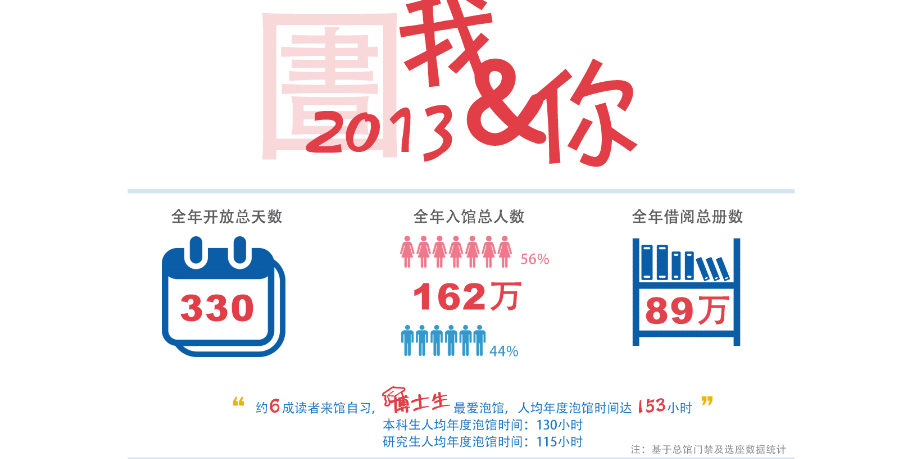 圕
我
2013&你
全年开放总天数
全年入馆总人数
全年借阅总册数
330
56%
162万
44%
89万
“ 约6成读者来馆自习，博士生最爱泡馆，人均年度泡馆时间达153小时 ”
本科生人均年度泡馆时间：130小时
研究生人均年度泡馆时间：115小时
注：基于总馆门禁及选座数据统计